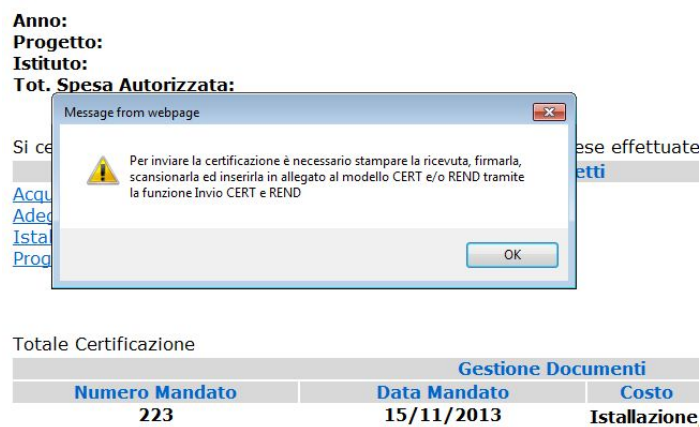 Anno:
Progetto:
Istituto:
Tot. Spesa Autorizzata:
Message from webpage
Si ce
ese effettuate
Per inviare la certificazione è necessario stampare la ricevuta, firmarla,
scansionarla ed inserirla in allegato al modello CERT e/o REND tramite
la funzione Invio CERT e REND
etti
Acqu
Adeg
Istal
Prog
OK
Totale Certificazione
Gestione Documenti
Numero Mandato Data Mandato Costo
223 15/11/2013 Istallazione